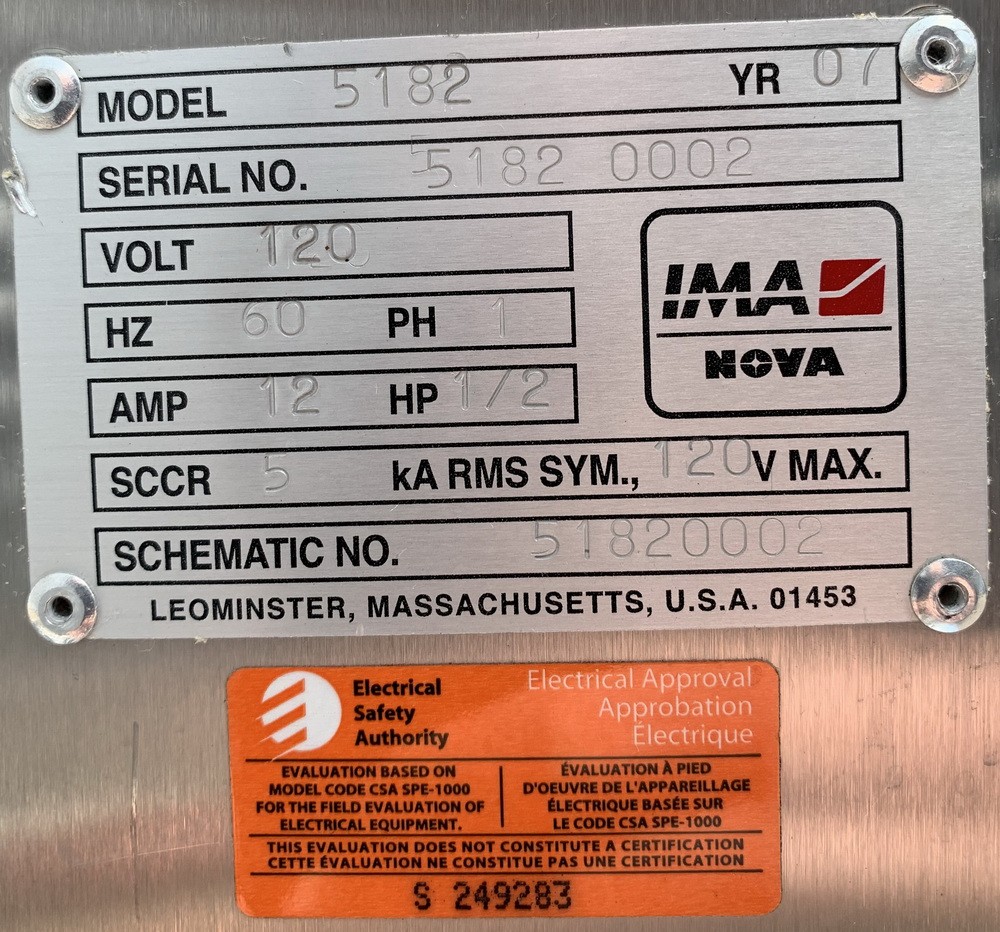 MODEL 5182 YR 07
SERIAL NO. 5182 0002
VOLT 120
HZ 60 PH 1
AMP 12 HP 1/2
IMA
NOVA
SCCR 5 kA RMS SYM., 120 V MAX.
SCHEMATIC NO. 51820002
LEOMINSTER, MASSACHUSETTS, U.S.A. 01453
Electrical
Safety
Authority
Electrical Approval
Approbation
Électrique
EVALUATION BASED ON
MODEL CODE CSA SPE-1000
FOR THE FIELD EVALUATION OF
ELECTRICAL EQUIPMENT.
ÉVALUATION À PIED
D'OEUVRE DE L'APPAREILLAGE
ÉLECTRIQUE BASÉE SUR
LE CODE CSA SPE-1000
THIS EVALUATION DOES NOT CONSTITUTE A CERTIFICATION
CETTE ÉVALUATION NE CONSTITUE PAS UNE CERTIFICATION
S 249283